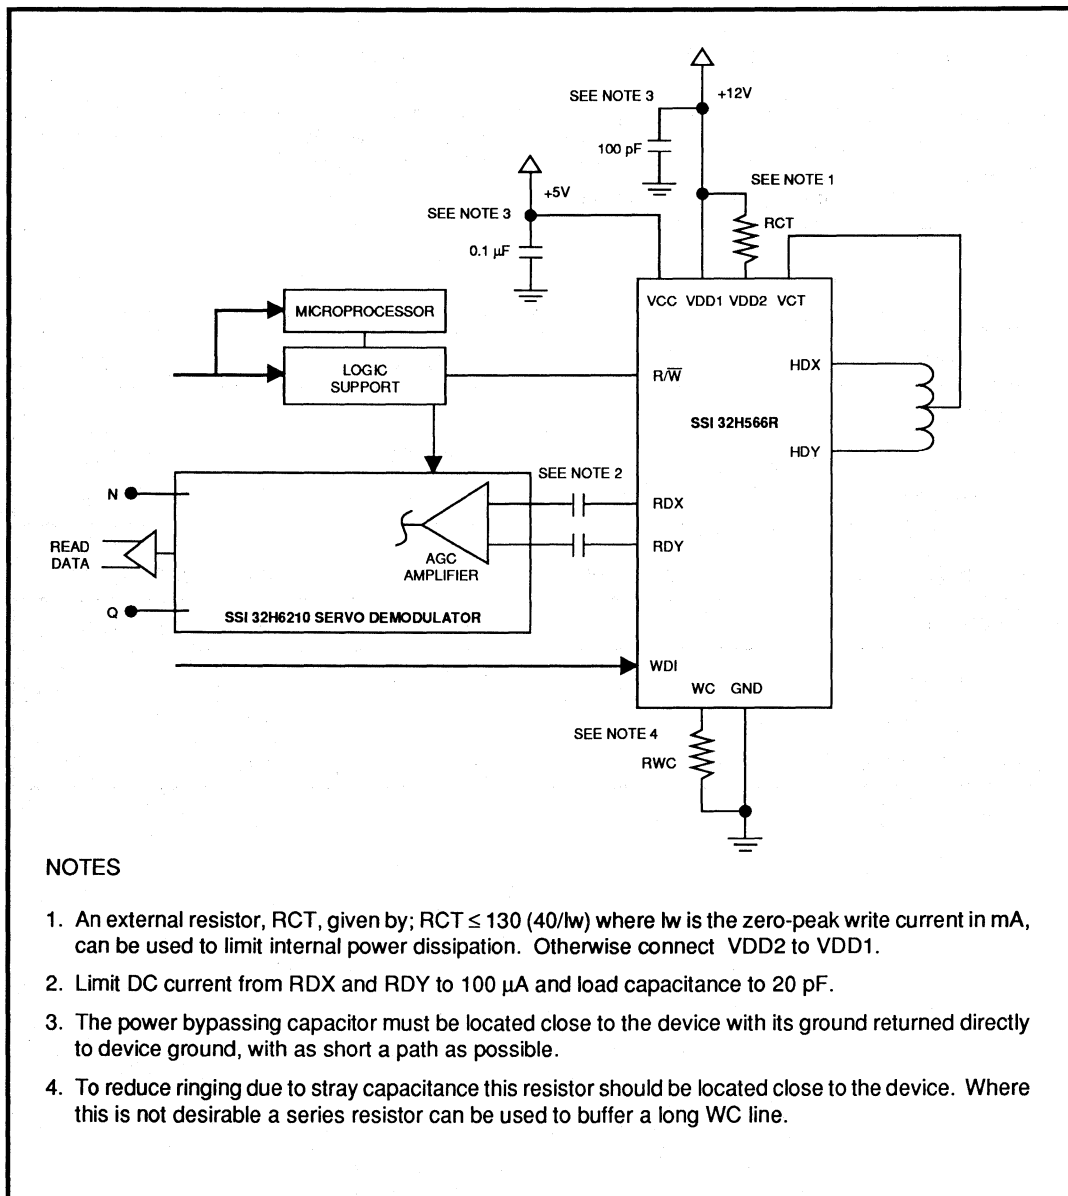 SEE NOTE 3
+12V
100 pF
SEE NOTE 1
+5V
SEE NOTE 3
RCT
0.1 µF
VCC VDD1 VDD2 VCT
MICROPROCESSOR
LOGIC
SUPPORT
R/W̅
HDX
SSI 32H566R
HDY
SEE NOTE 2
N
RDX
READ
DATA
RDY
AGC
AMPLIFIER
Q
SSI 32H6210 SERVO DEMODULATOR
WDI
WC GND
SEE NOTE 4
RWC
NOTES
1. An external resistor, RCT, given by; RCT ≤ 130 (40/Iw) where Iw is the zero-peak write current in mA,
can be used to limit internal power dissipation. Otherwise connect VDD2 to VDD1.
2. Limit DC current from RDX and RDY to 100 µA and load capacitance to 20 pF.
3. The power bypassing capacitor must be located close to the device with its ground returned directly
to device ground, with as short a path as possible.
4. To reduce ringing due to stray capacitance this resistor should be located close to the device. Where
this is not desirable a series resistor can be used to buffer a long WC line.